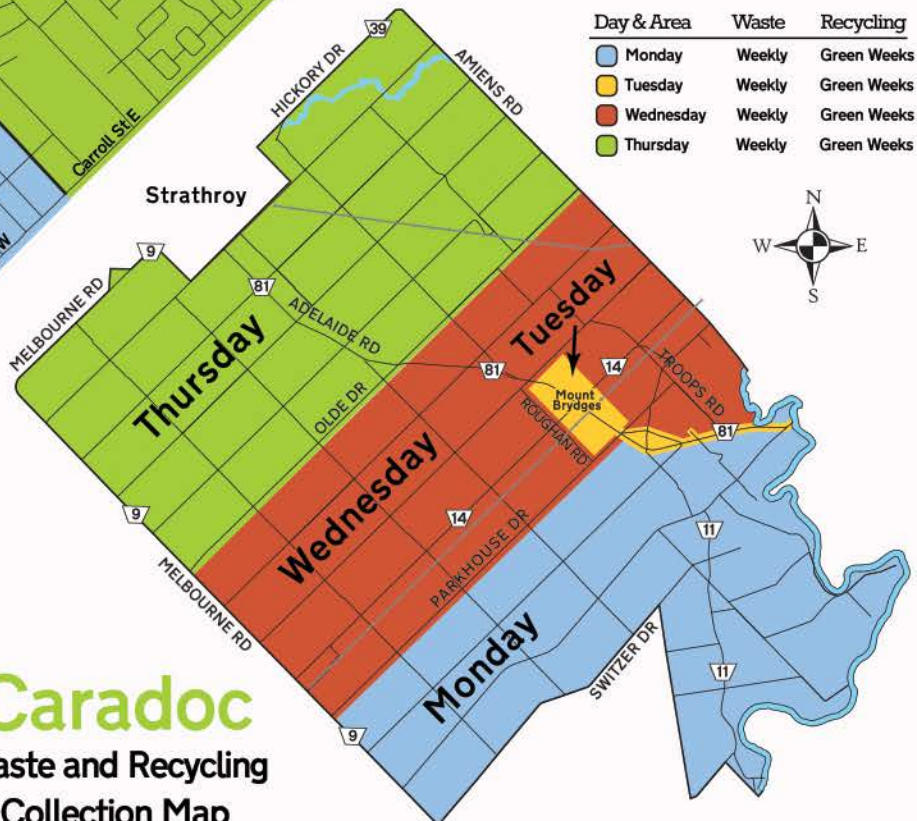 Day & Area Waste Recycling
Monday Weekly Green Weeks
Tuesday Weekly Green Weeks
Wednesday Weekly Green Weeks
Thursday Weekly Green Weeks
39
HICKORY DR
AMIENS RD
Carroll St E
W
Strathroy
N
W E
S
9
MELBOURNE RD
81
ADELAIDE RD
Thursday
OLDE DR
Tuesday
81
14
TROOPS RD
Mount
Brydges
ROUGHAN RD
81
Wednesday
9
14
PARKHOUSE DR
11
MELBOURNE RD
Monday
SWITZER DR
11
9
Caradoc
aste and Recycling
Collection Map